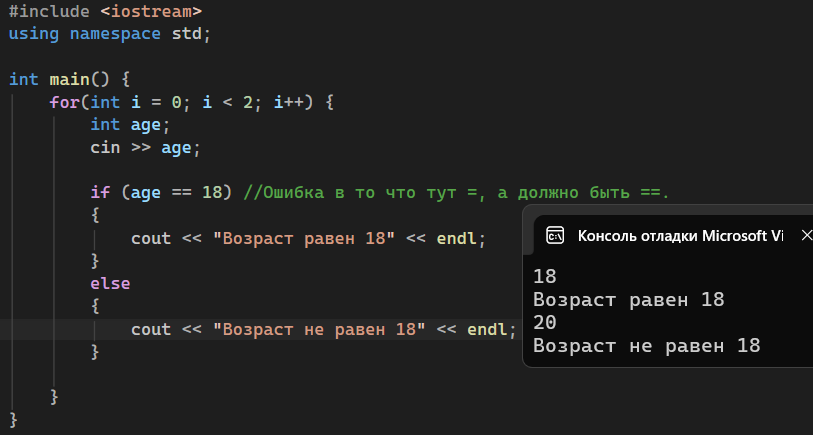 #include <iostream>
using namespace std;
int main() {
for(int i = 0; i < 2; i++) {
int age;
cin >> age;
if (age == 18) //Ошибка в то что тут =, а должно быть ==.
{
cout << "Возраст равен 18" << endl;
}
else
{
cout << "Возраст не равен 18" << endl;
}
}
}
C:\
Консоль отладки Microsoft Vi
18
Возраст равен 18
20
Возраст не равен 18